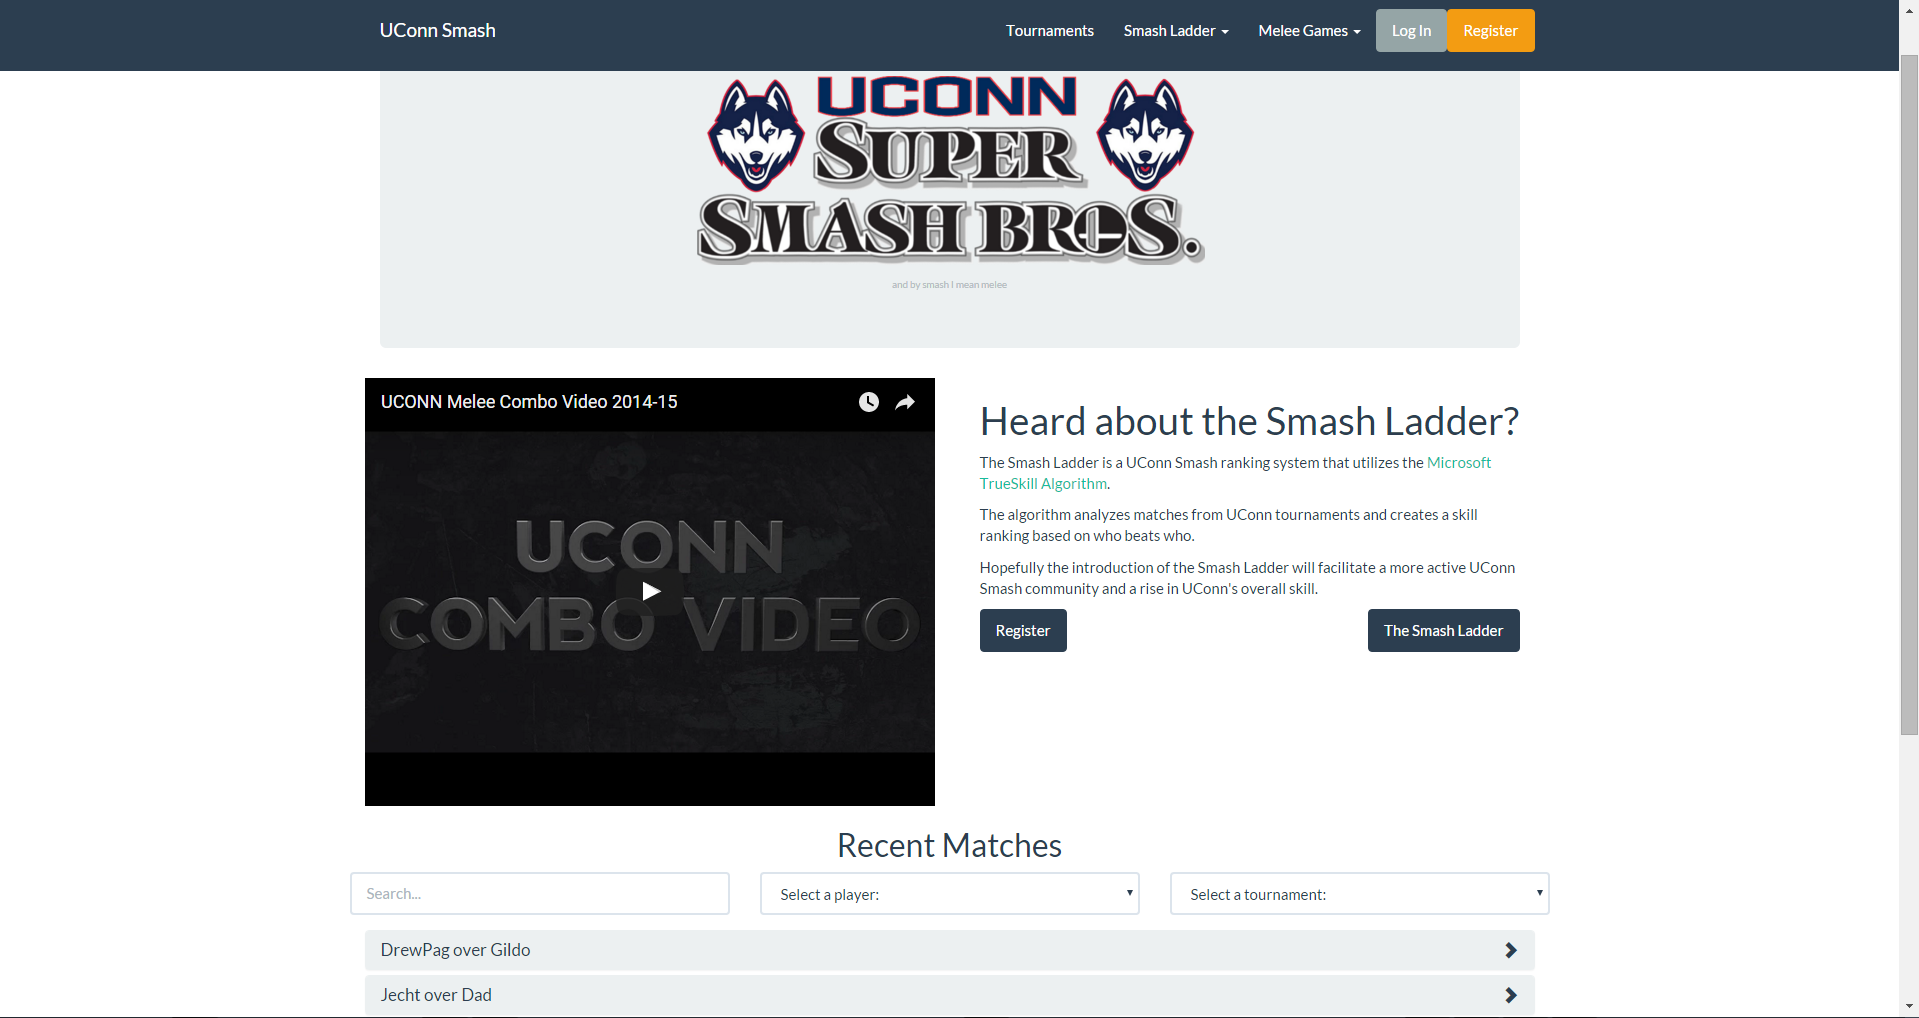 UConn Smash
Tournaments
Smash Ladder
Melee Games
Log In
Register
UCONN
SUPER
SMASH BROS.
and by smash I mean melee
UCONN Melee Combo Video 2014-15
UCONN
COMBO VIDEO
Heard about the Smash Ladder?
The Smash Ladder is a UConn Smash ranking system that utilizes the Microsoft
TrueSkill Algorithm.
The algorithm analyzes matches from UConn tournaments and creates a skill
ranking based on who beats who.
Hopefully the introduction of the Smash Ladder will facilitate a more active UConn
Smash community and a rise in UConn's overall skill.
Register
The Smash Ladder
Recent Matches
Search...
Select a player:
Select a tournament:
DrewPag over Gildo
Jecht over Dad